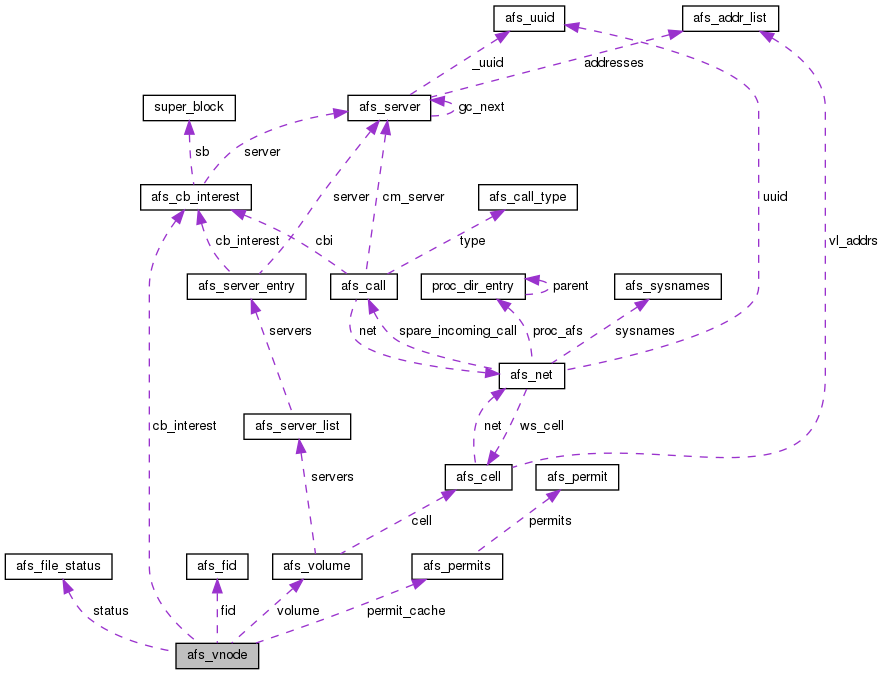 afs_uuid
afs_addr_list
_uuid
addresses
super_block
afs_server
gc_next
sb
server
afs_cb_interest
server
cm_server
afs_call_type
uuid
cb_interest
cbi
type
vl_addrs
afs_server_entry
afs_call
proc_dir_entry
parent
afs_sysnames
servers
net
spare_incoming_call
proc_afs
sysnames
afs_net
cb_interest
afs_server_list
net
ws_cell
servers
afs_cell
afs_permit
cell
permits
afs_file_status
afs_fid
afs_volume
afs_permits
status
fid
volume
permit_cache
afs_vnode